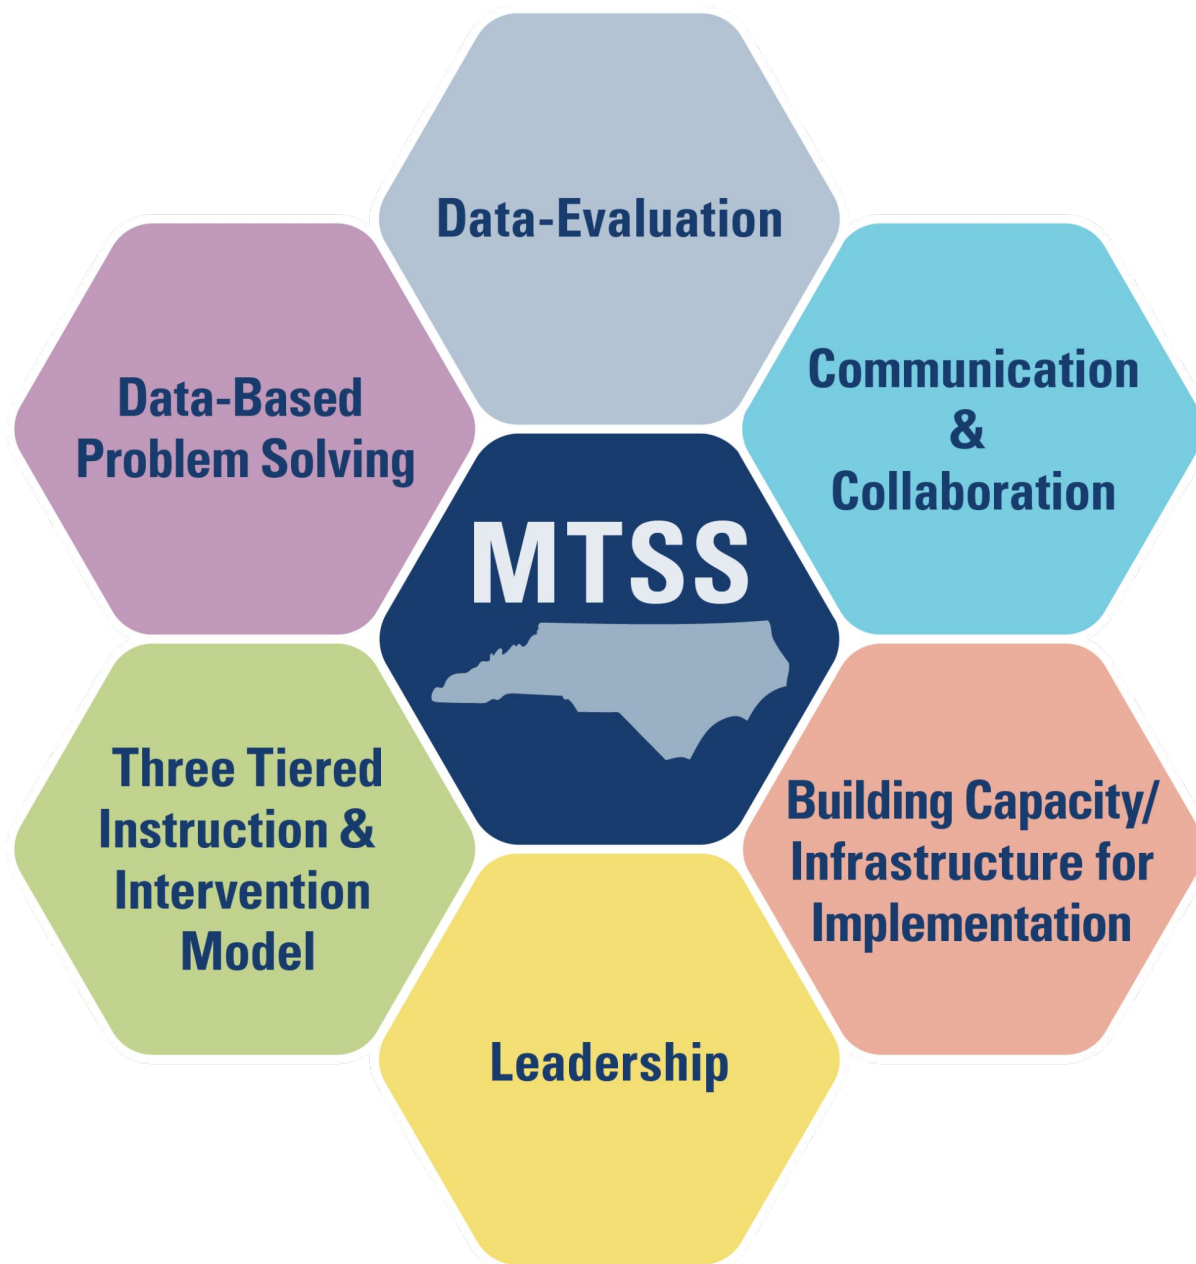 Data-Evaluation
Data-Based
Problem Solving
Communication
&
Collaboration
MTSS
Three Tiered
Instruction &
Intervention
Model
Building Capacity/
Infrastructure for
Implementation
Leadership